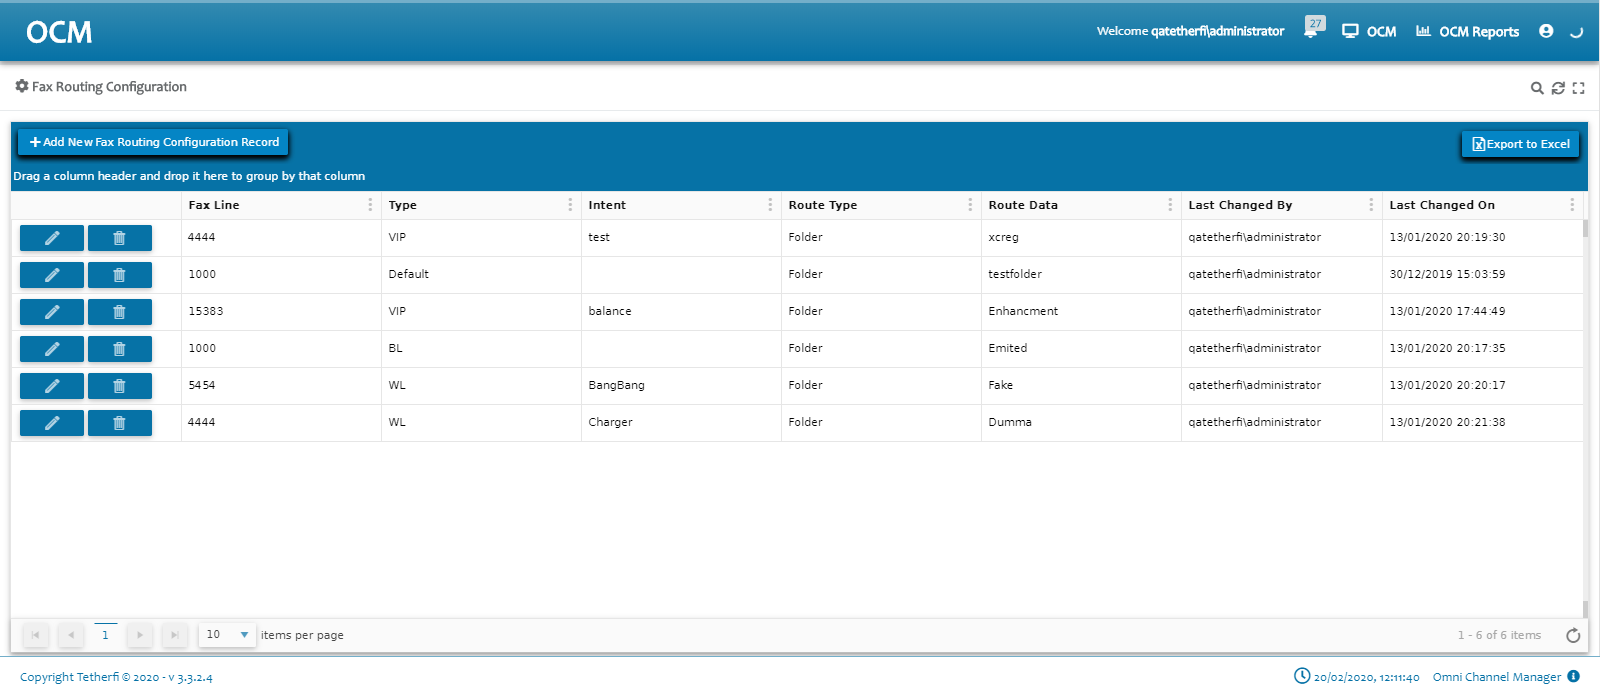 OCM
Welcome qatetherfi\administrator 27 OCM OCM Reports
Fax Routing Configuration
Add New Fax Routing Configuration Record
Export to Excel
Drag a column header and drop it here to group by that column
Fax Line Type Intent Route Type Route Data Last Changed By Last Changed On
4444 VIP test Folder xcreg qatetherfi\administrator 13/01/2020 20:19:30
1000 Default Folder testfolder qatetherfi\administrator 30/12/2019 15:03:59
15383 VIP balance Folder Enhancment qatetherfi\administrator 13/01/2020 17:44:49
1000 BL Folder Emited qatetherfi\administrator 13/01/2020 20:17:35
5454 WL BangBang Folder Fake qatetherfi\administrator 13/01/2020 20:20:17
4444 WL Charger Folder Dumma qatetherfi\administrator 13/01/2020 20:21:38
1 10 items per page 1 - 6 of 6 items
Copyright Tetherfi © 2020 - v 3.3.2.4 20/02/2020, 12:11:40 Omni Channel Manager